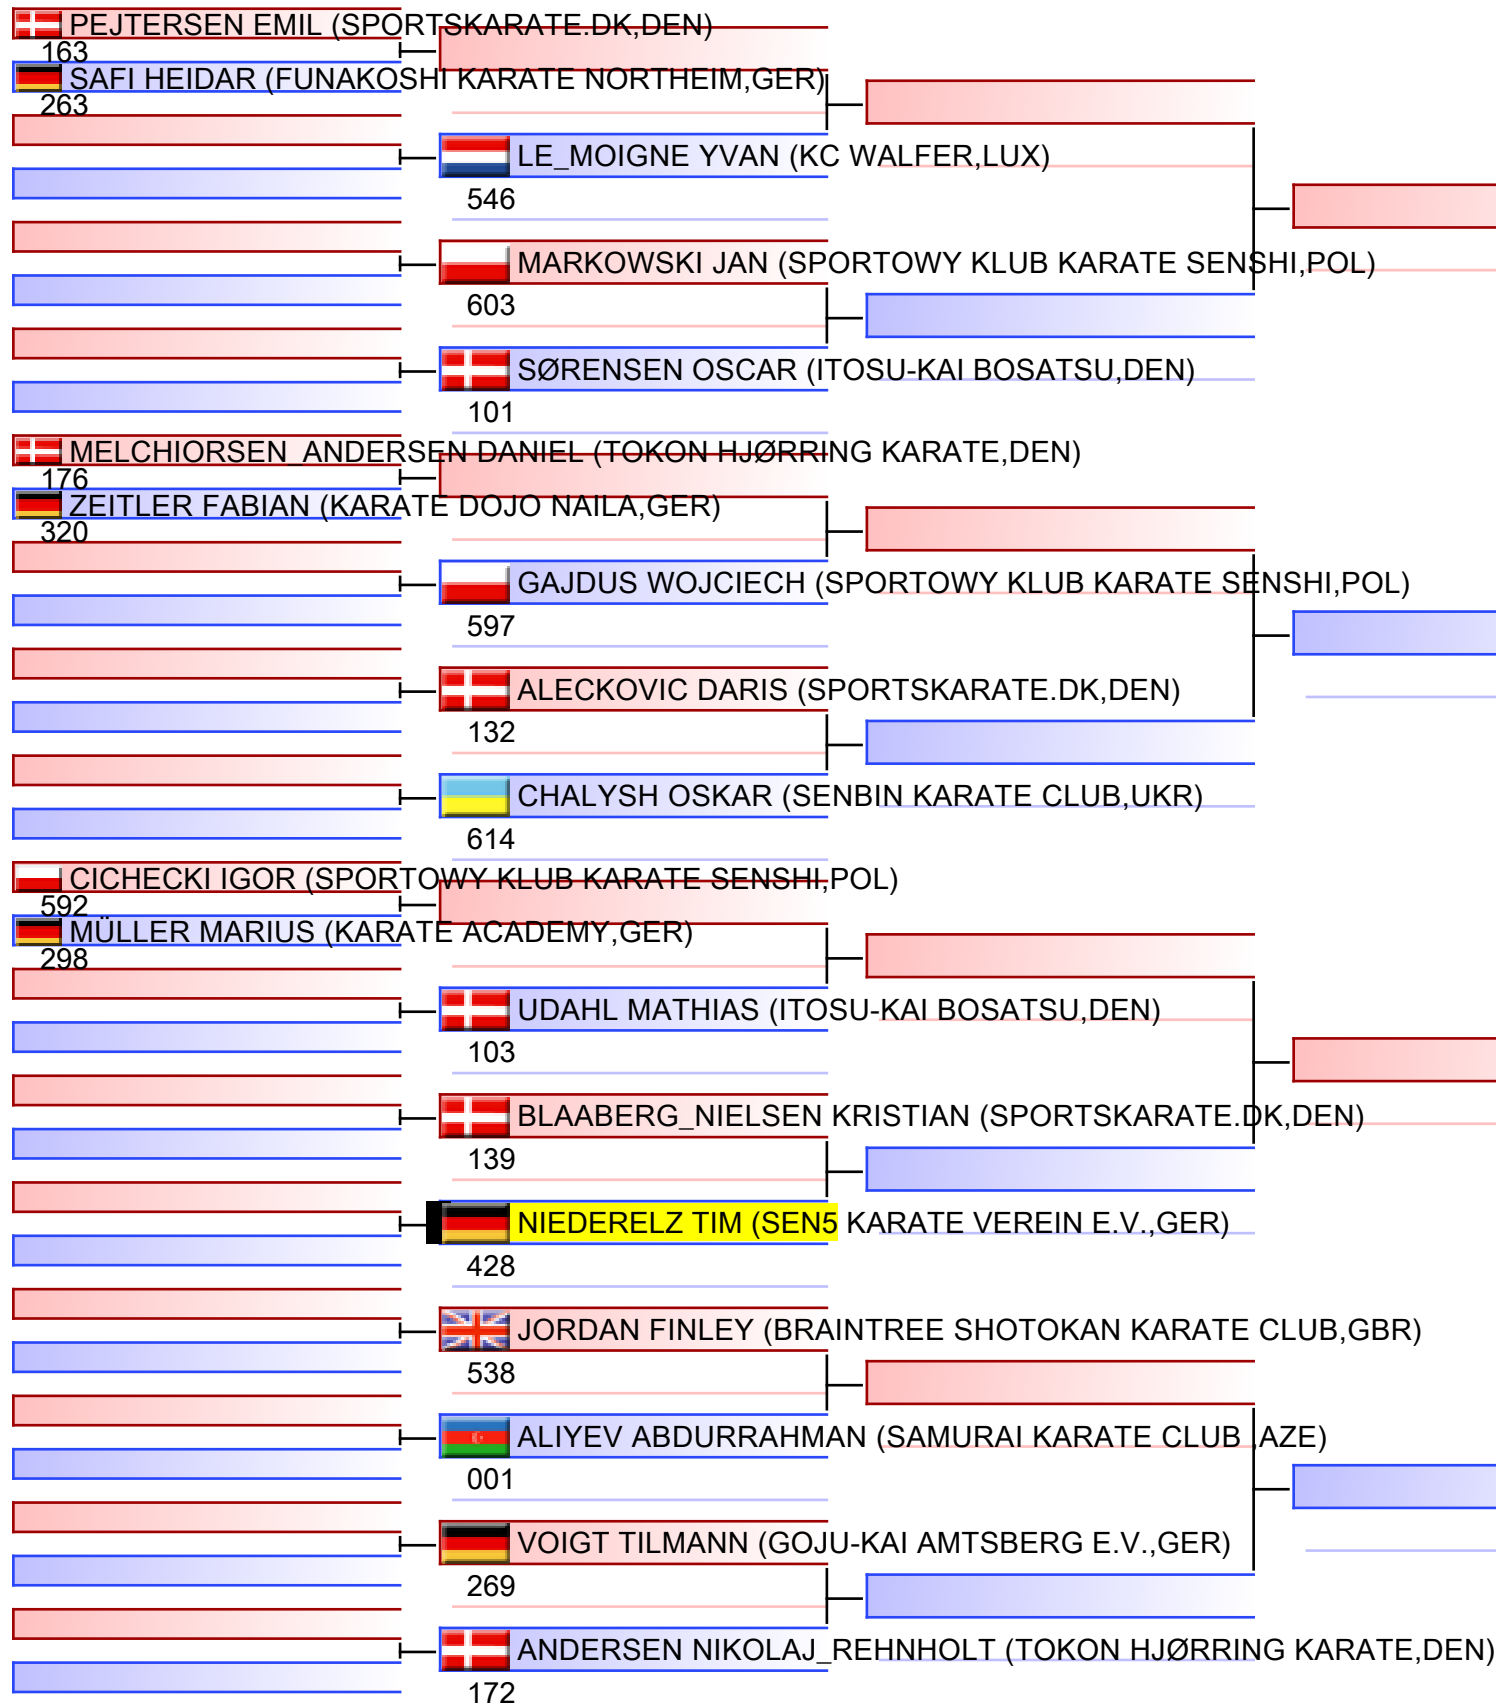 PEJTERSEN EMIL (SPORTSKARATE.DK,DEN)
163
SAFI HEIDAR (FUNAKOSHI KARATE NORTHEIM,GER)
263
LE_MOIGNE YVAN (KC WALFER,LUX)
546
MARKOWSKI JAN (SPORTOWY KLUB KARATE SENSHI,POL)
603
SØRENSEN OSCAR (ITOSU-KAI BOSATSU,DEN)
101
MELCHIORSEN_ANDERSEN DANIEL (TOKON HJØRRING KARATE,DEN)
176
ZEITLER FABIAN (KARATE DOJO NAILA,GER)
320
GAJDUS WOJCIECH (SPORTOWY KLUB KARATE SENSHI,POL)
597
ALECKOVIC DARIS (SPORTSKARATE.DK,DEN)
132
CHALYSH OSKAR (SENBIN KARATE CLUB,UKR)
614
CICHECKI IGOR (SPORTOWY KLUB KARATE SENSHI,POL)
592
MÜLLER MARIUS (KARATE ACADEMY,GER)
298
UDAHL MATHIAS (ITOSU-KAI BOSATSU,DEN)
103
BLAABERG_NIELSEN KRISTIAN (SPORTSKARATE.DK,DEN)
139
NIEDERELZ TIM (SEN5 KARATE VEREIN E.V.,GER)
428
JORDAN FINLEY (BRAINTREE SHOTOKAN KARATE CLUB,GBR)
538
ALIYEV ABDURRAHMAN (SAMURAI KARATE CLUB ,AZE)
001
VOIGT TILMANN (GOJU-KAI AMTSBERG E.V.,GER)
269
ANDERSEN NIKOLAJ_REHNHOLT (TOKON HJØRRING KARATE,DEN)
172